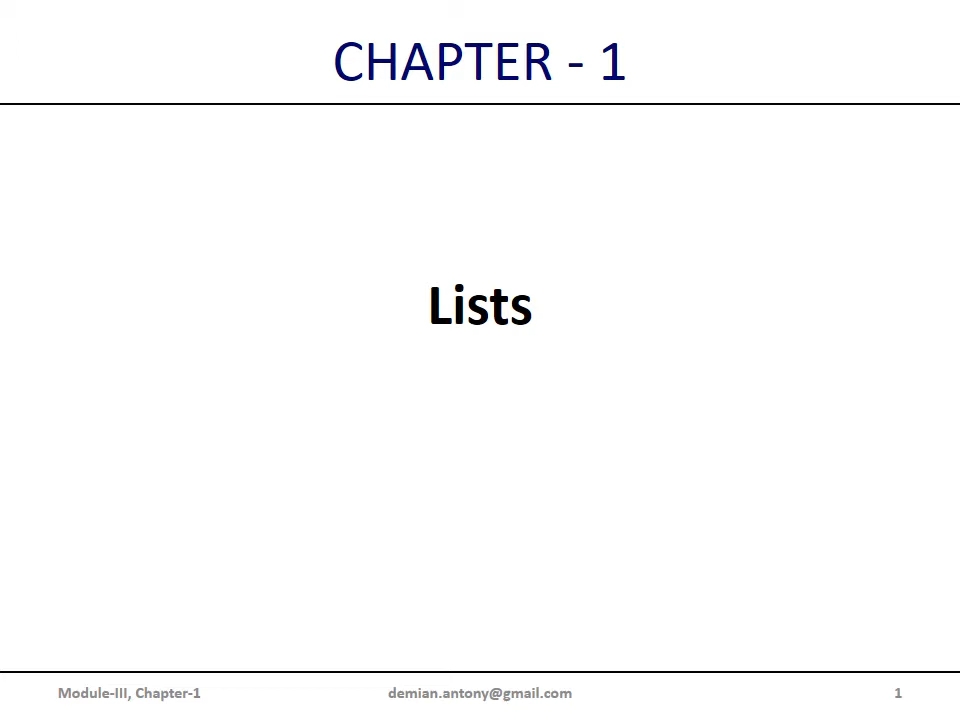 CHAPTER - 1
Lists
Module-III, Chapter-1
demian.antony@gmail.com
1